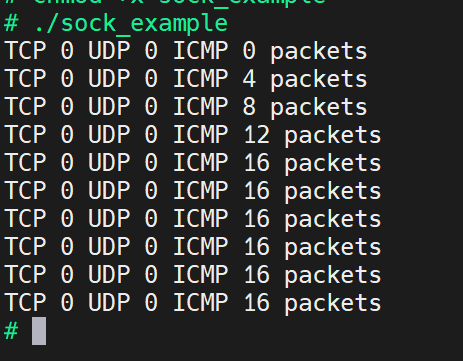 # chmod +x sock_example
# ./sock_example
TCP 0 UDP 0 ICMP 0 packets
TCP 0 UDP 0 ICMP 4 packets
TCP 0 UDP 0 ICMP 8 packets
TCP 0 UDP 0 ICMP 12 packets
TCP 0 UDP 0 ICMP 16 packets
TCP 0 UDP 0 ICMP 16 packets
TCP 0 UDP 0 ICMP 16 packets
TCP 0 UDP 0 ICMP 16 packets
TCP 0 UDP 0 ICMP 16 packets
TCP 0 UDP 0 ICMP 16 packets
#